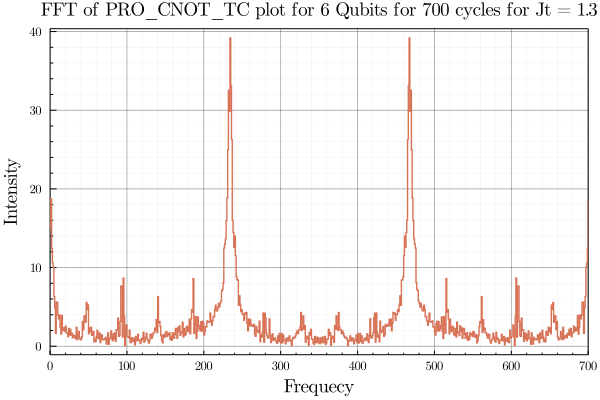 FFT of PRO_CNOT_TC plot for 6 Qubits for 700 cycles for Jt = 1.3
40
30
20
10
0
Intensity
0 100 200 300 400 500 600 700
Frequecy